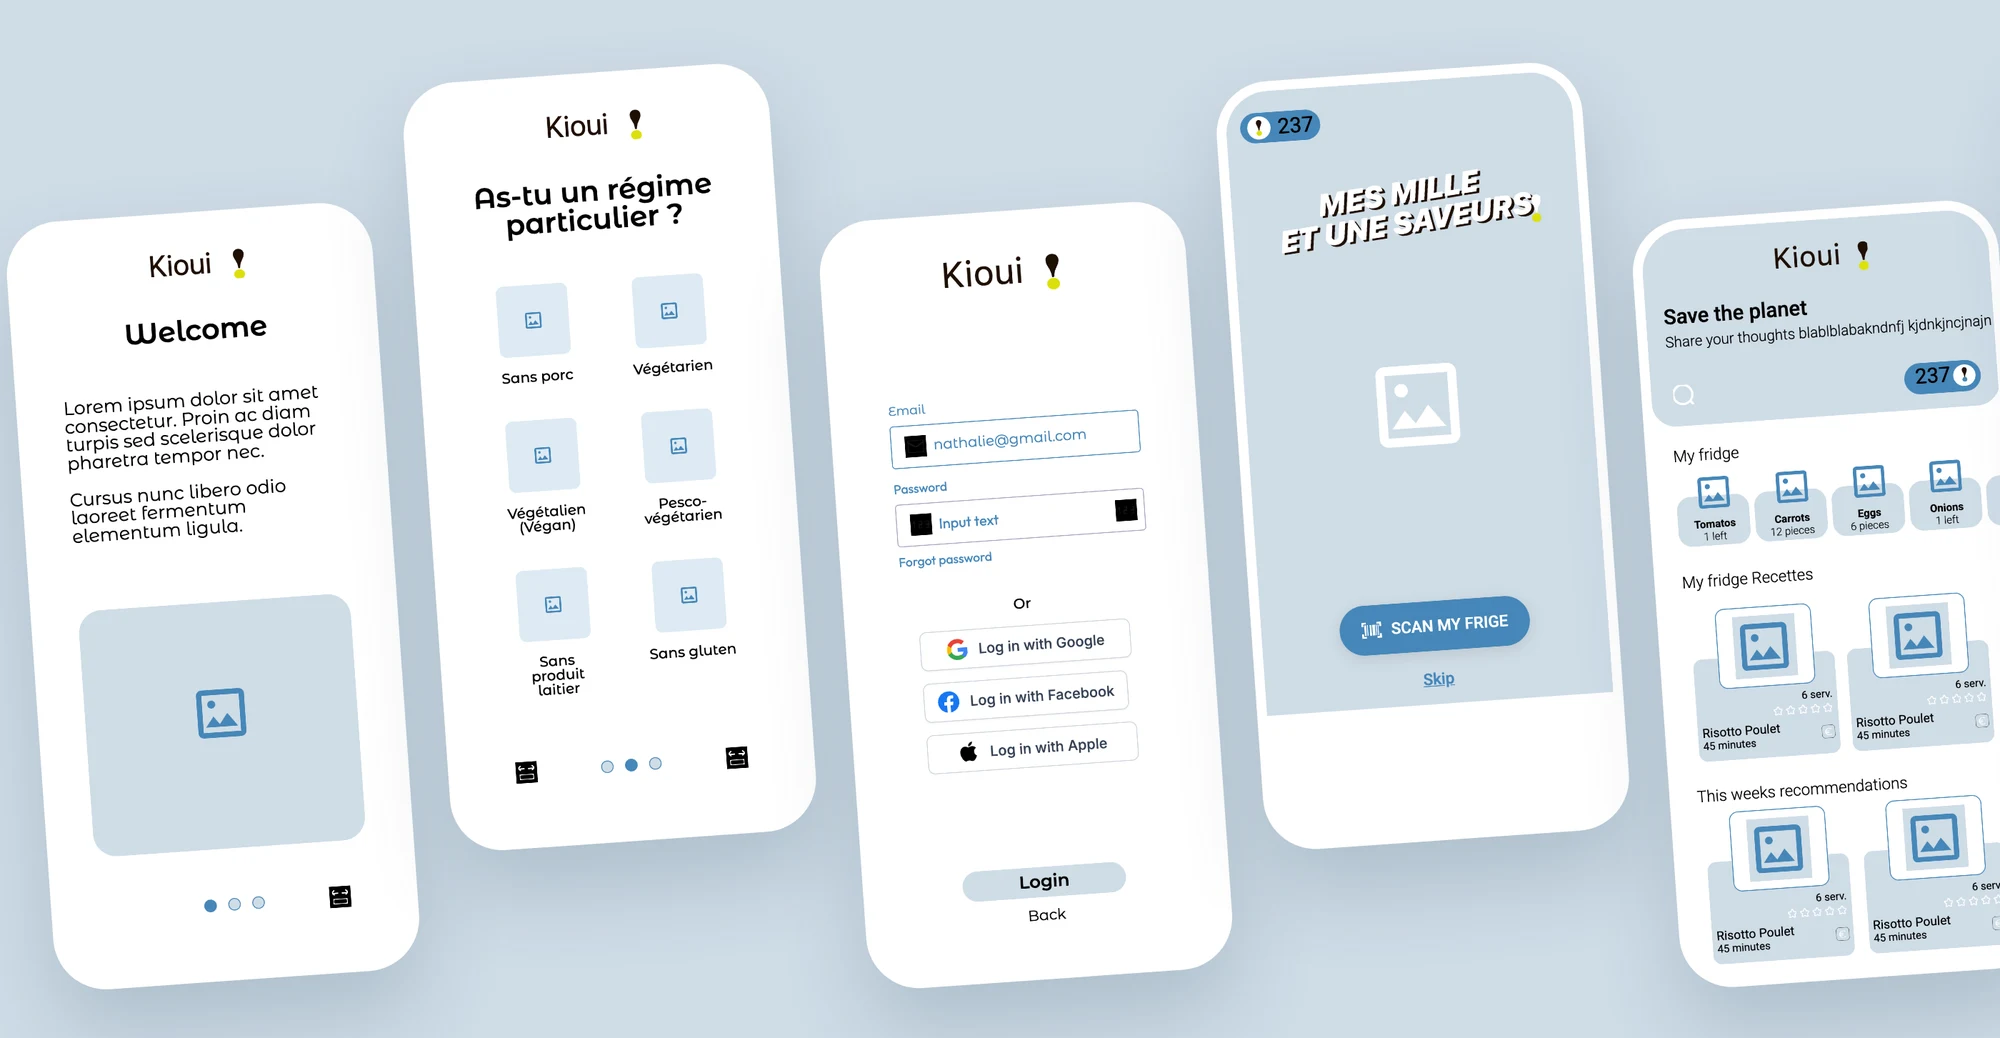 Kioui
Welcome
Lorem ipsum dolor sit amet
consectetur. Proin ac diam
turpis sed scelerisque dolor
pharetra tempor nec.
Cursus nunc libero odio
laoreet fermentum
elementum ligula.
Kioui
As-tu un régime
particulier ?
Sans porc
Végétarien
Végétalien
(Végan)
Pesco-
végétarien
Sans
produit
laitier
Sans gluten
Kioui
Email
nathalie@gmail.com
Password
Input text
Forgot password
Or
Log in with Google
Log in with Facebook
Log in with Apple
Login
Back
237
MES MILLE
ET UNE SAVEURS
SCAN MY FRIGE
Skip
Kioui
Save the planet
Share your thoughts blablblabakndnfj kjdnkjncjnajn
237
My fridge
Tomatos
1 left
Carrots
12 pieces
Eggs
6 pieces
Onions
1 left
My fridge Recettes
6 serv.
Risotto Poulet
45 minutes
6 serv.
Risotto Poulet
45 minutes
This weeks recommendations
6 serv.
Risotto Poulet
45 minutes
6 serv
Risotto Poulet
45 minutes